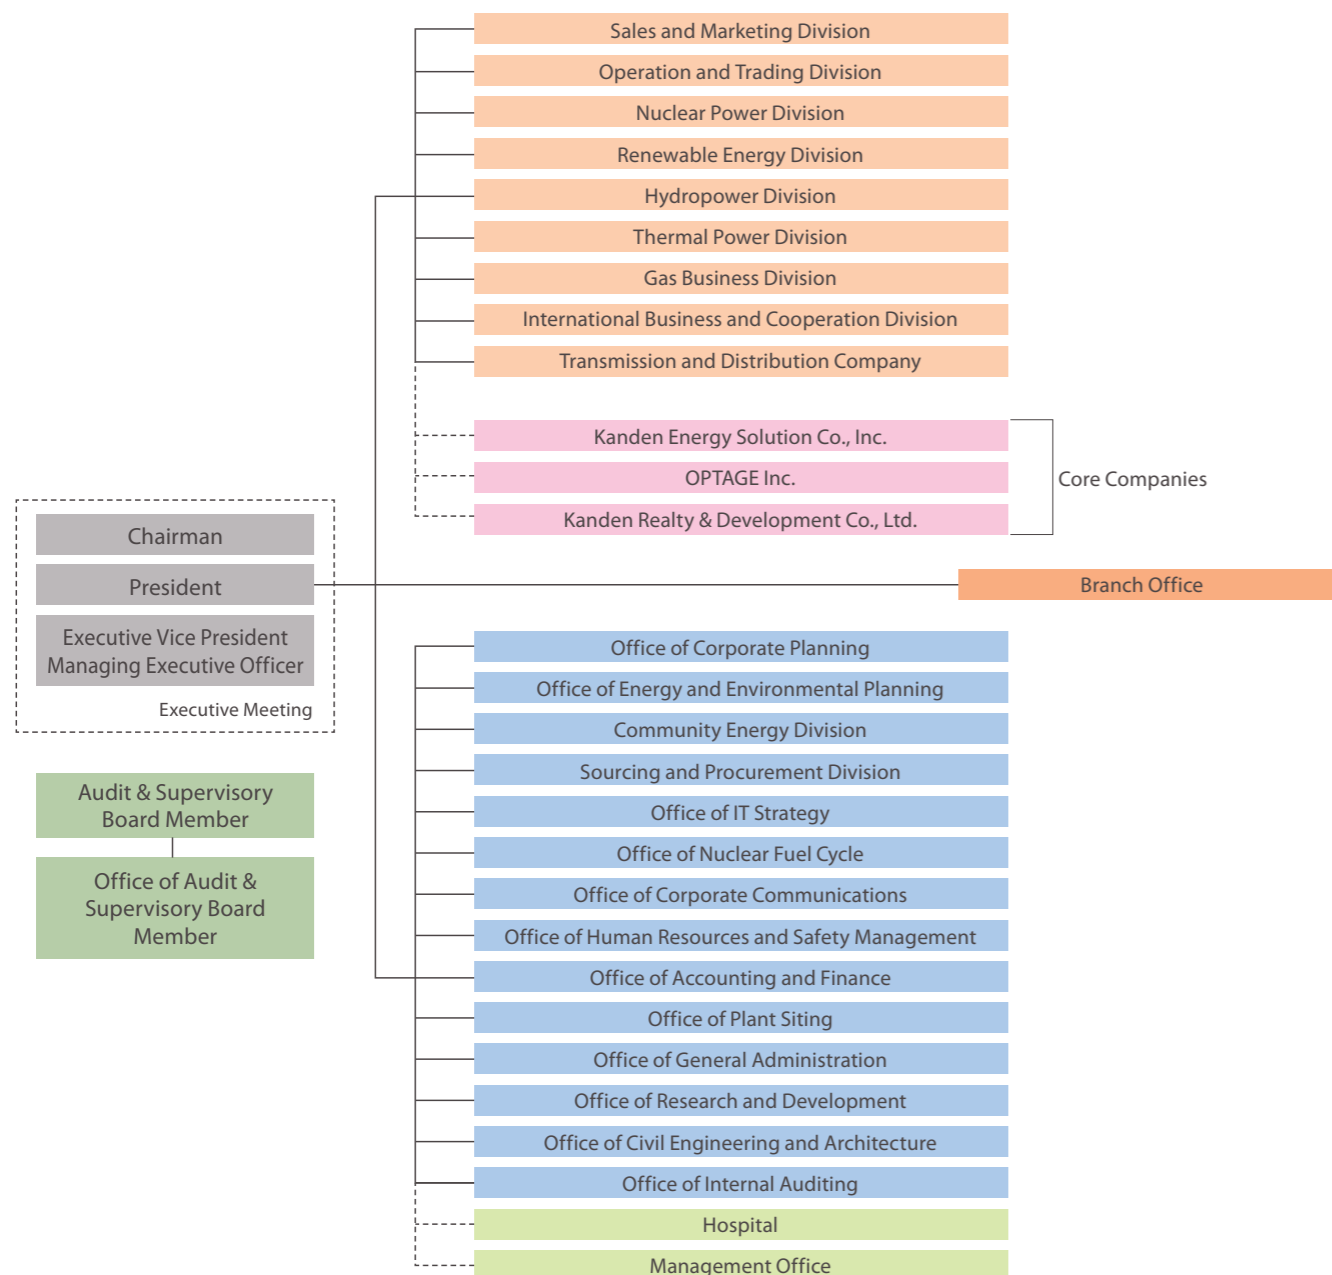 Sales and Marketing Division
Operation and Trading Division
Nuclear Power Division
Renewable Energy Division
Hydropower Division
Thermal Power Division
Gas Business Division
International Business and Cooperation Division
Transmission and Distribution Company
Kanden Energy Solution Co., Inc.
OPTAGE Inc.
Kanden Realty & Development Co., Ltd.
Core Companies
Chairman
President
Executive Vice President
Managing Executive Officer
Executive Meeting
Branch Office
Audit & Supervisory
Board Member
Office of Audit &
Supervisory Board
Member
Office of Corporate Planning
Office of Energy and Environmental Planning
Community Energy Division
Sourcing and Procurement Division
Office of IT Strategy
Office of Nuclear Fuel Cycle
Office of Corporate Communications
Office of Human Resources and Safety Management
Office of Accounting and Finance
Office of Plant Siting
Office of General Administration
Office of Research and Development
Office of Civil Engineering and Architecture
Office of Internal Auditing
Hospital
Management Office